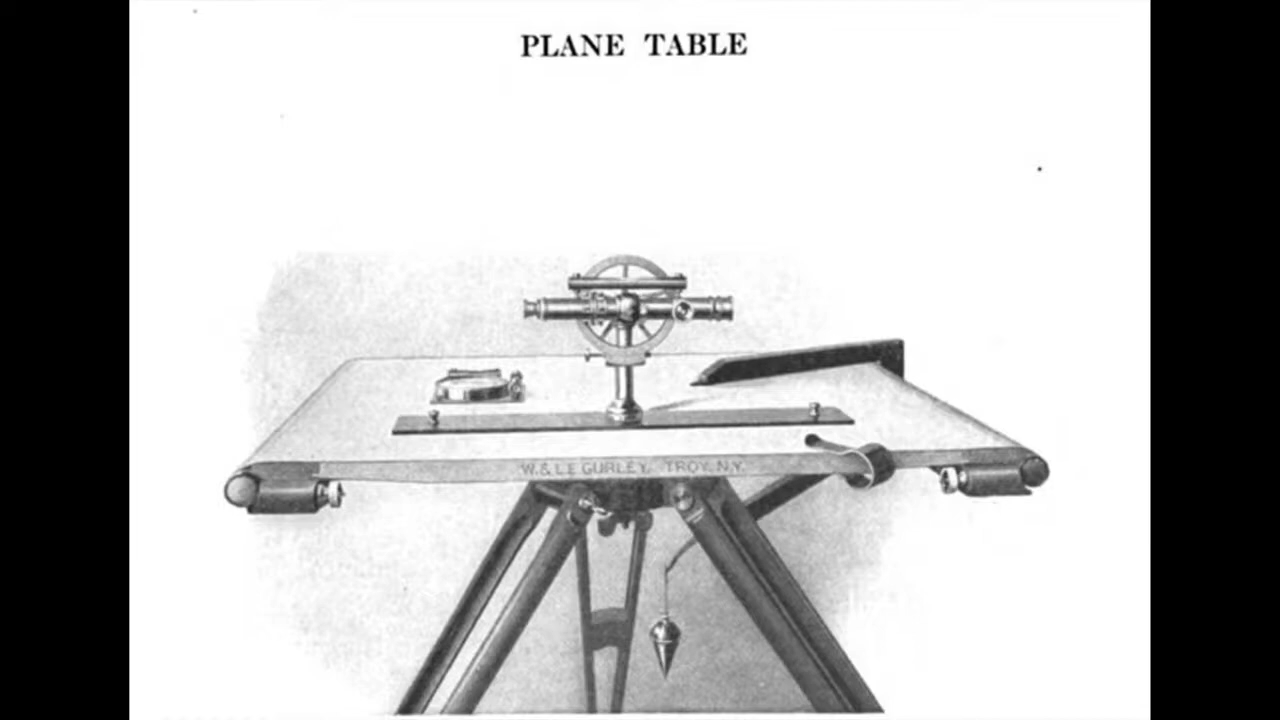 PLANE TABLE
W. & L. E. GURLEY, TROY, N.Y.